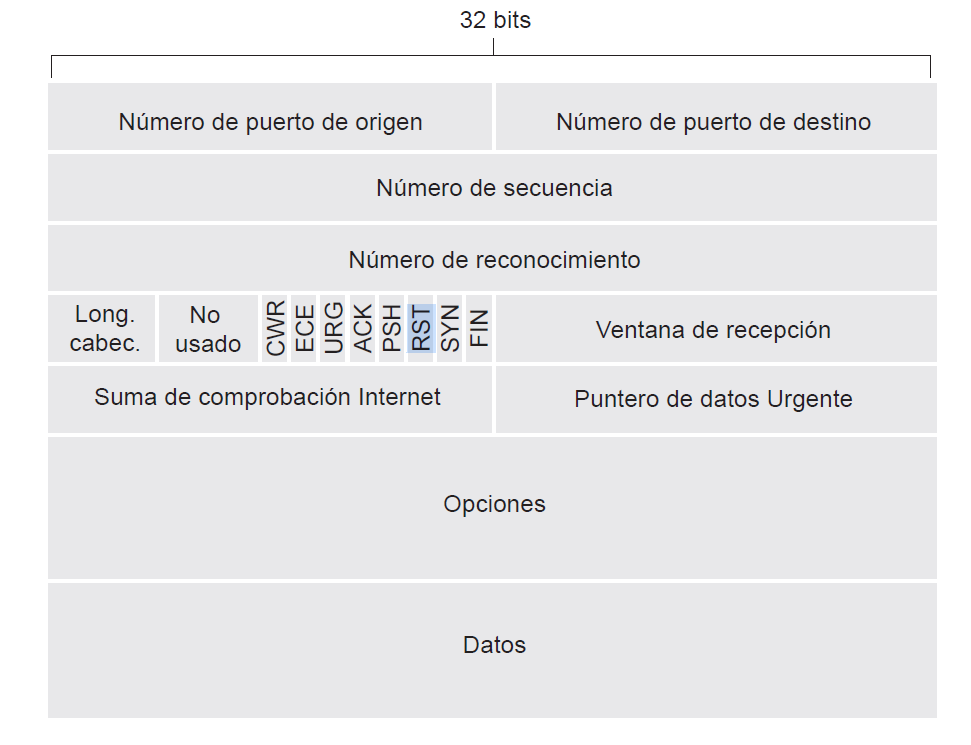 32 bits
Número de puerto de origen
Número de puerto de destino
Número de secuencia
Número de reconocimiento
Long.
cabec.
No
usado
CWR
ECE
URG
ACK
PSH
RST
SYN
FIN
Ventana de recepción
Suma de comprobación Internet
Puntero de datos Urgente
Opciones
Datos